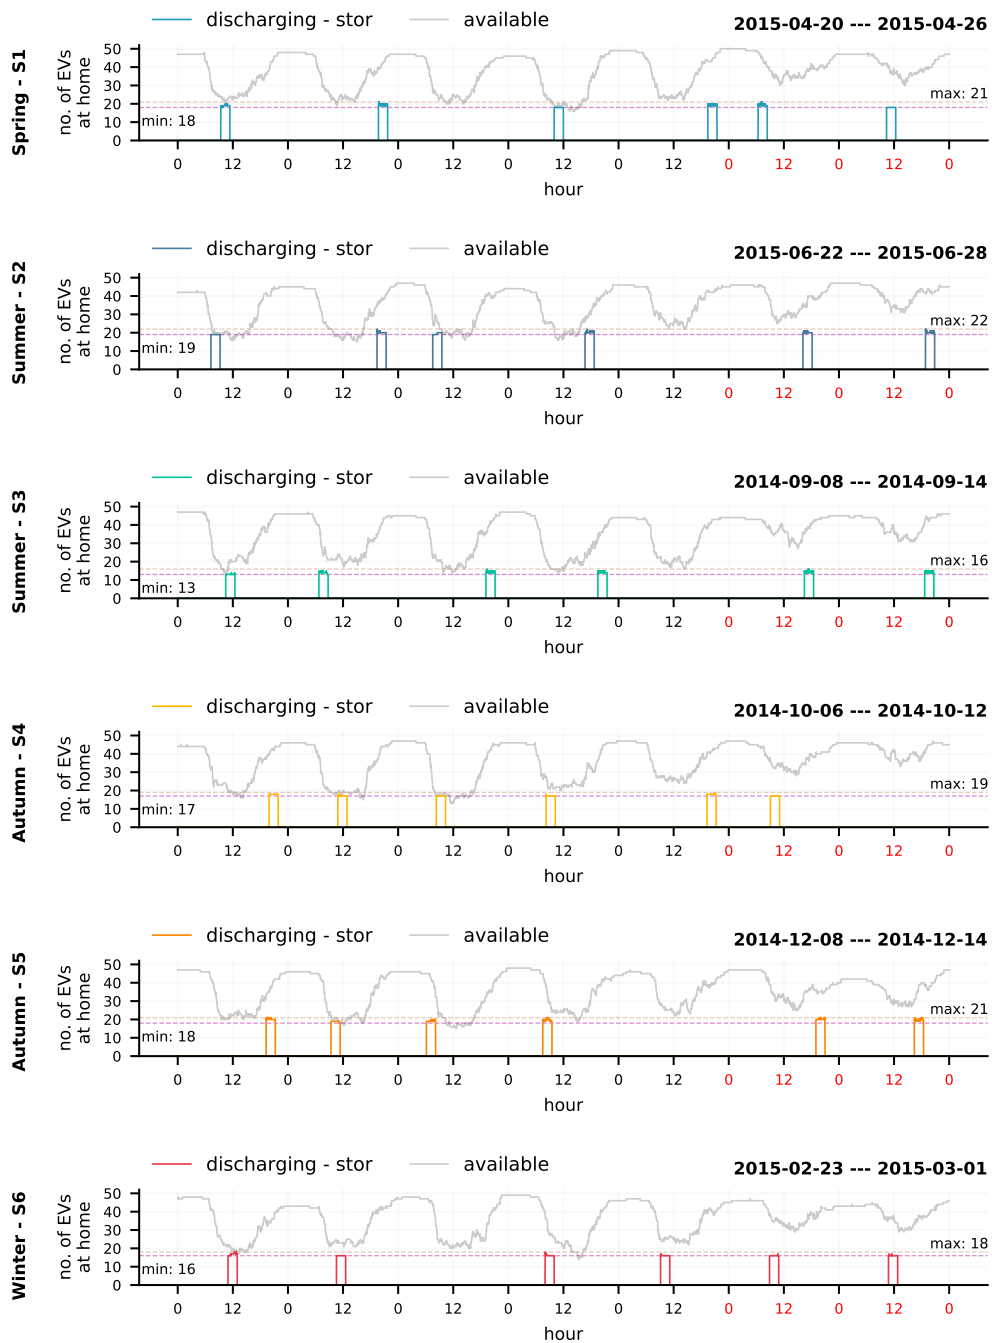 discharging - stor available 2015-04-20 --- 2015-04-26
Spring - S1
no. of EVs
at home
50
40
30
20
10
0
min: 18
max: 21
0 12 0 12 0 12 0 12 0 12 0 12 0 12 0
hour
discharging - stor available 2015-06-22 --- 2015-06-28
Summer - S2
no. of EVs
at home
50
40
30
20
10
0
min: 19
max: 22
0 12 0 12 0 12 0 12 0 12 0 12 0 12 0
hour
discharging - stor available 2014-09-08 --- 2014-09-14
Summer - S3
no. of EVs
at home
50
40
30
20
10
0
min: 13
max: 16
0 12 0 12 0 12 0 12 0 12 0 12 0 12 0
hour
discharging - stor available 2014-10-06 --- 2014-10-12
Autumn - S4
no. of EVs
at home
50
40
30
20
10
0
min: 17
max: 19
0 12 0 12 0 12 0 12 0 12 0 12 0 12 0
hour
discharging - stor available 2014-12-08 --- 2014-12-14
Autumn - S5
no. of EVs
at home
50
40
30
20
10
0
min: 18
max: 21
0 12 0 12 0 12 0 12 0 12 0 12 0 12 0
hour
discharging - stor available 2015-02-23 --- 2015-03-01
Winter - S6
no. of EVs
at home
50
40
30
20
10
0
min: 16
max: 18
0 12 0 12 0 12 0 12 0 12 0 12 0 12 0
hour